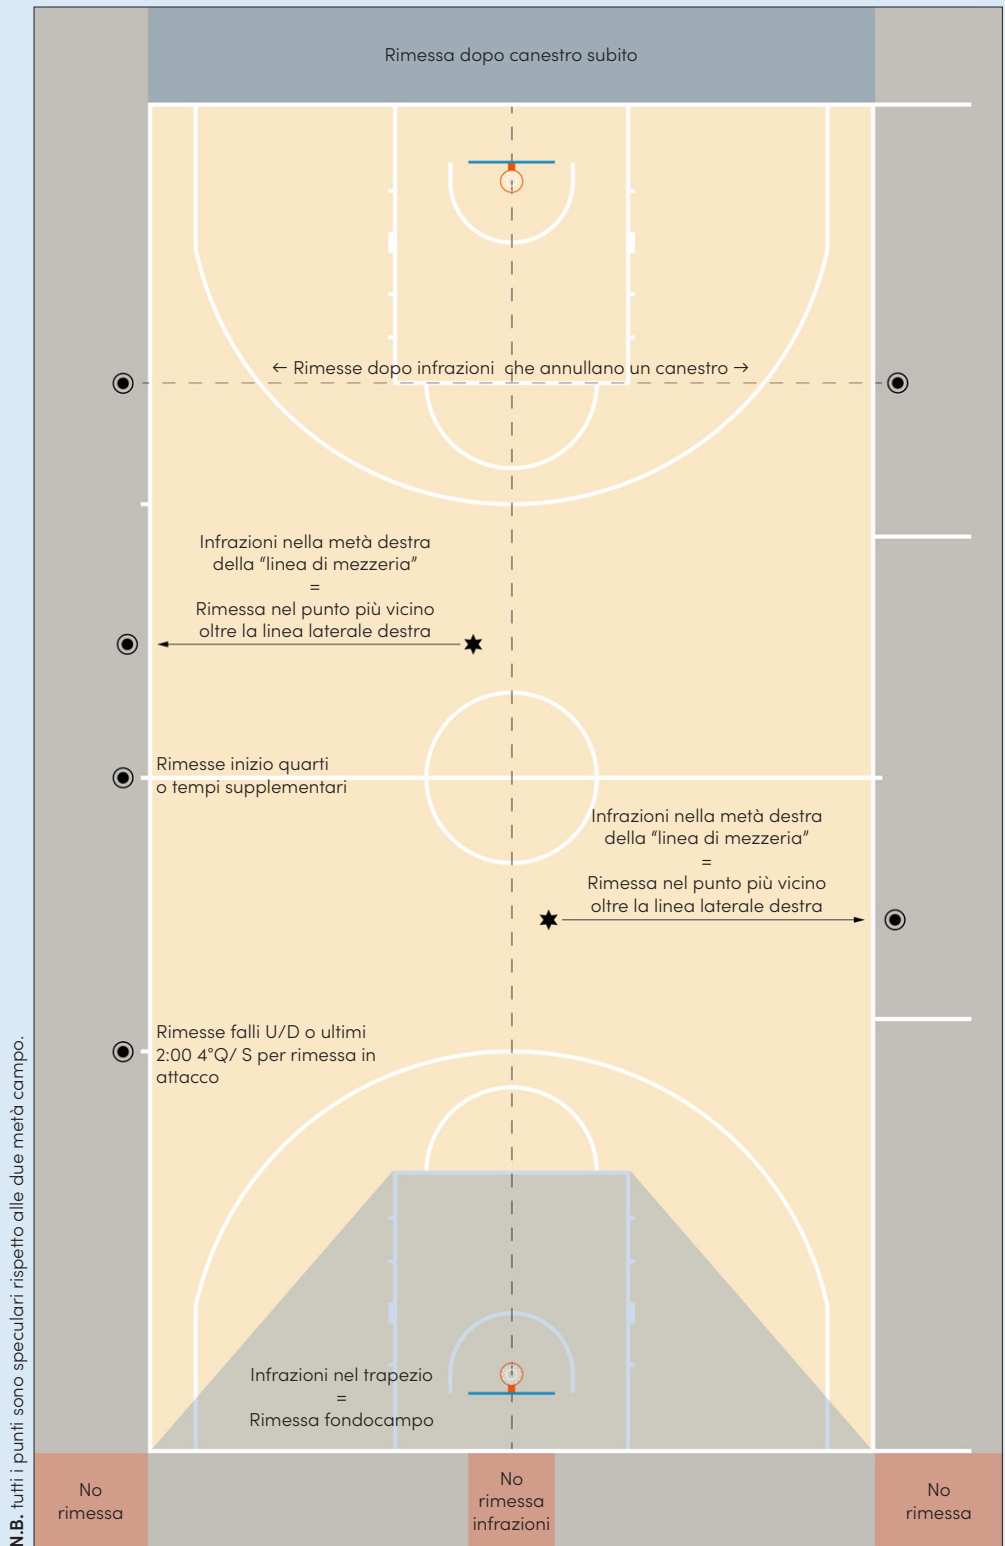 Rimessa dopo canestro subito
← Rimesse dopo infrazioni che annullano un canestro →
Infrazioni nella metà destra
della "linea di mezzeria"
=
Rimessa nel punto più vicino
oltre la linea laterale destra
Rimesse inizio quarti
o tempi supplementari
Infrazioni nella metà destra
della "linea di mezzeria"
=
Rimessa nel punto più vicino
oltre la linea laterale destra
Rimesse falli U/D o ultimi
2:00 4°Q/ S per rimessa in
attacco
Infrazioni nel trapezio
=
Rimessa fondocampo
No
rimessa
No
rimessa
infrazioni
No
rimessa
N.B. tutti i punti sono speculari rispetto alle due metà campo.